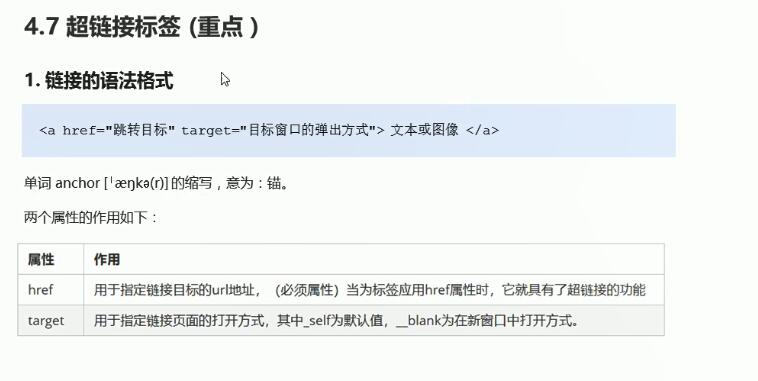 4.7 超链接标签 (重点 )
1. 链接的语法格式
<a href="跳转目标" target="目标窗口的弹出方式"> 文本或图像 </a>
单词 anchor [ˈæŋkə(r)] 的缩写，意为：锚。
两个属性的作用如下：
属性 作用
href 用于指定链接目标的url地址，（必须属性）当为标签应用href属性时，它就具有了超链接的功能
target 用于指定链接页面的打开方式，其中_self为默认值，__blank为在新窗口中打开方式。